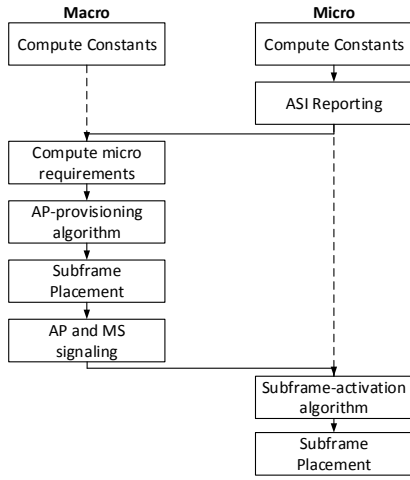 Macro
Micro
Compute Constants
Compute Constants
ASI Reporting
Compute micro
requirements
AP-provisioning
algorithm
Subframe
Placement
AP and MS
signaling
Subframe-activation
algorithm
Subframe
Placement